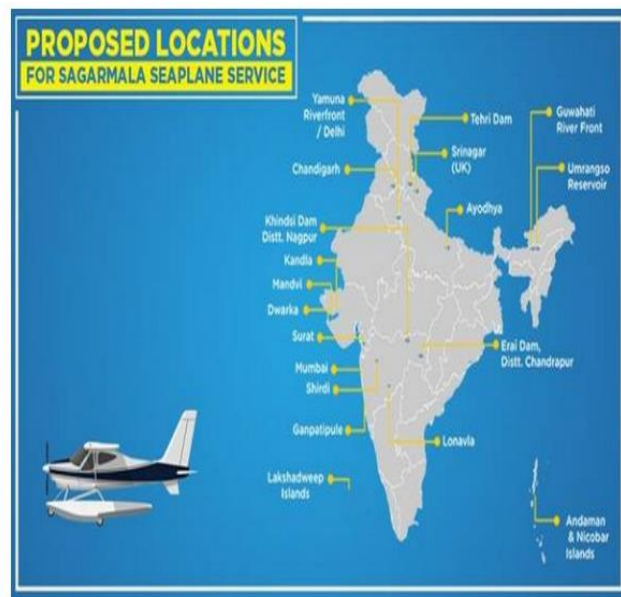 PROPOSED LOCATIONS
FOR SAGARMALA SEAPLANE SERVICE
Yamuna
Riverfront
/ Delhi
Tehri Dam
Guwahati
River Front
Srinagar
(UK)
Chandigarh
Umrangso
Reservoir
Ayodhya
Khindsi Dam
Distt. Nagpur
Kandla
Mandvi
Dwarka
Surat
Erai Dam,
Distt. Chandrapur
Mumbai
Shirdi
Ganpatipule
Lonavla
Lakshadweep
Islands
Andaman
& Nicobar
Islands